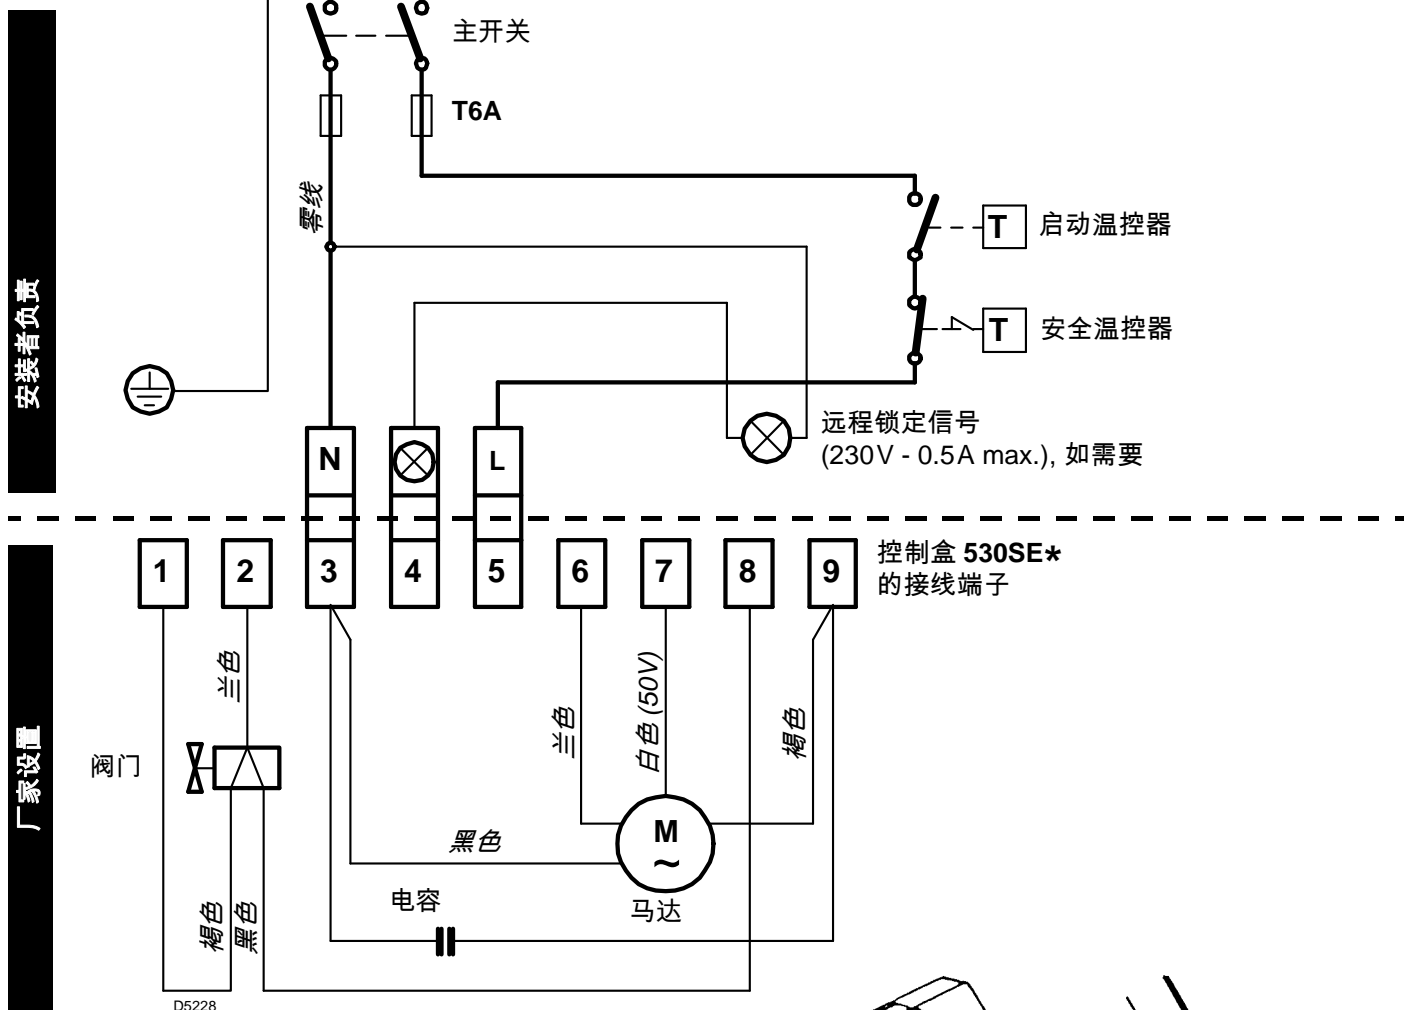 主开关
T6A
零线
T 启动温控器
T 安全温控器
安装者负责
远程锁定信号
(230V - 0.5A max.), 如需要
N
L
1
2
3
4
5
6
7
8
9
控制盒 530SE*
的接线端子
厂家设置
兰色
兰色
白色 (50V)
褐色
阀门
黑色
M
~
马达
电容
褐色
黑色
D5228